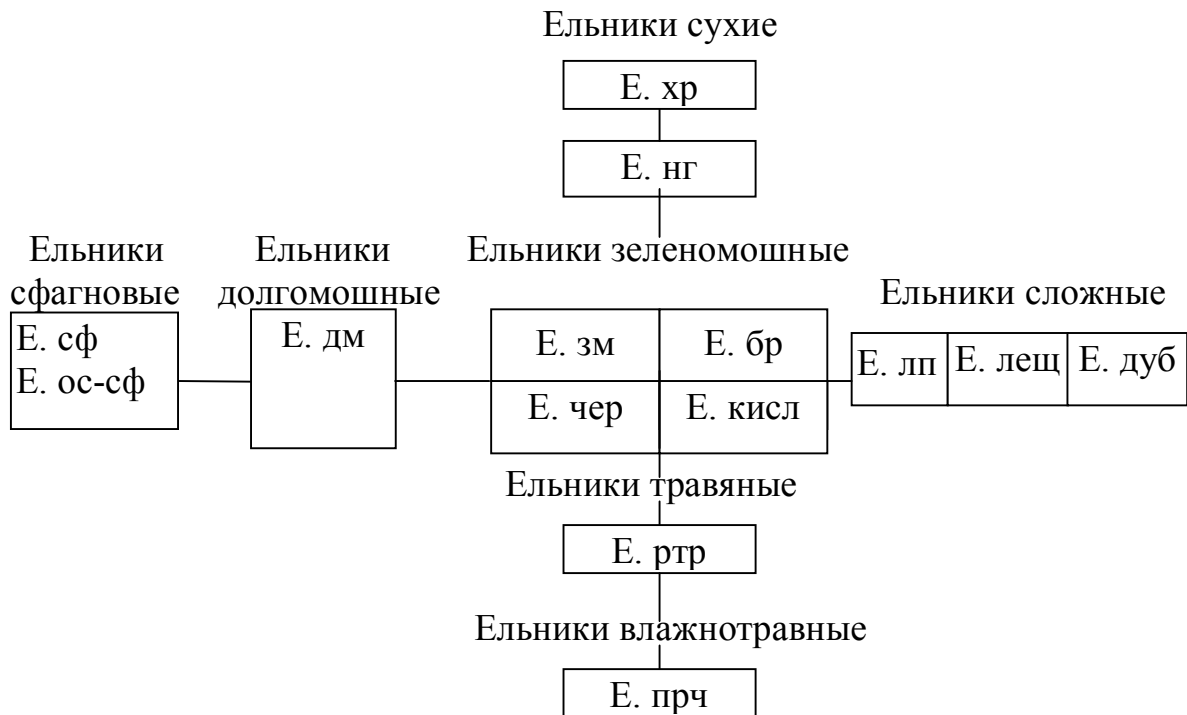 Ельники сухие
Е. хр
Е. нг
Ельники
сфагновые
Ельники
долгомошные
Ельники зеленомошные
Ельники сложные
Е. сф
Е. ос-сф
Е. дм
Е. зм
Е. бр
Е. чер
Е. кисл
Е. лп
Е. лещ
Е. дуб
Ельники травяные
Е. ртр
Ельники влажнотравные
Е. прч